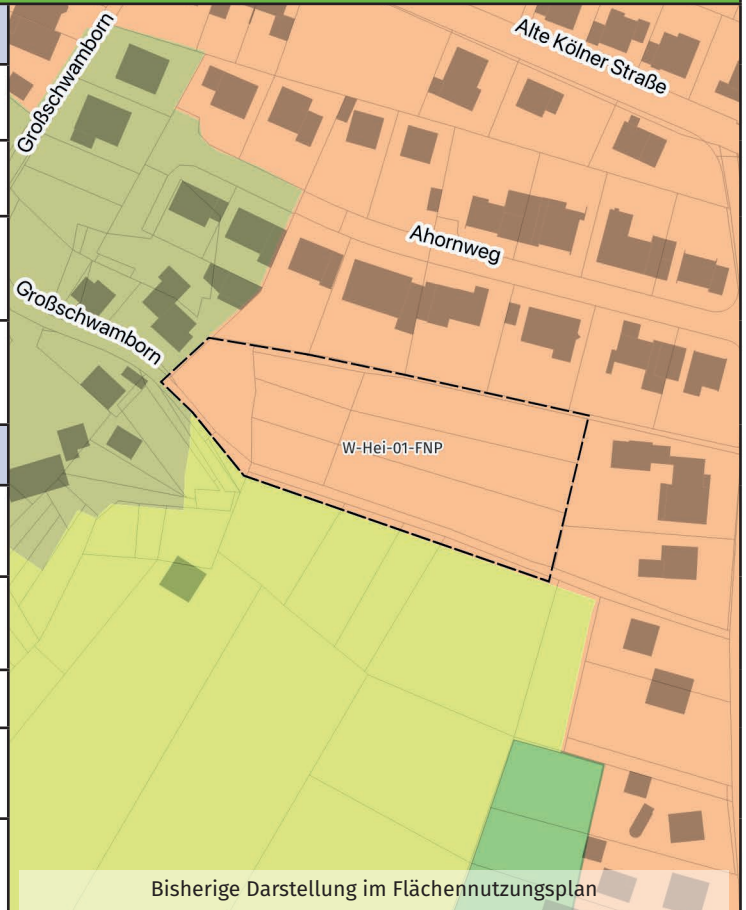 Alte Kölner Straße
Großschwamborn
Ahornweg
Großschwamborn
W-Hei-01-FNP
Bisherige Darstellung im Flächennutzungsplan